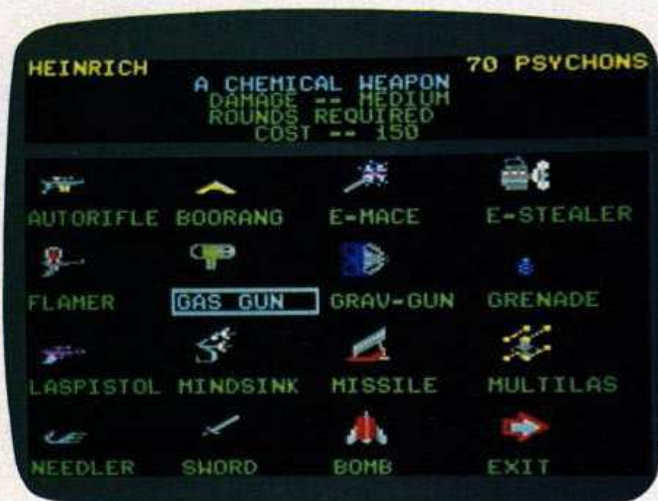 HEINRICH 70 PSYCHONS
A CHEMICAL WEAPON
DAMAGE -- MEDIUM
ROUNDS REQUIRED
COST -- 150
AUTORIFLE BOORANG E-MACE E-STEALER
FLAMER GAS GUN GRAV-GUN GRENADE
LASPISTOL MINDSINK MISSILE MULTILAS
NEEDLER SWORD BOMB EXIT